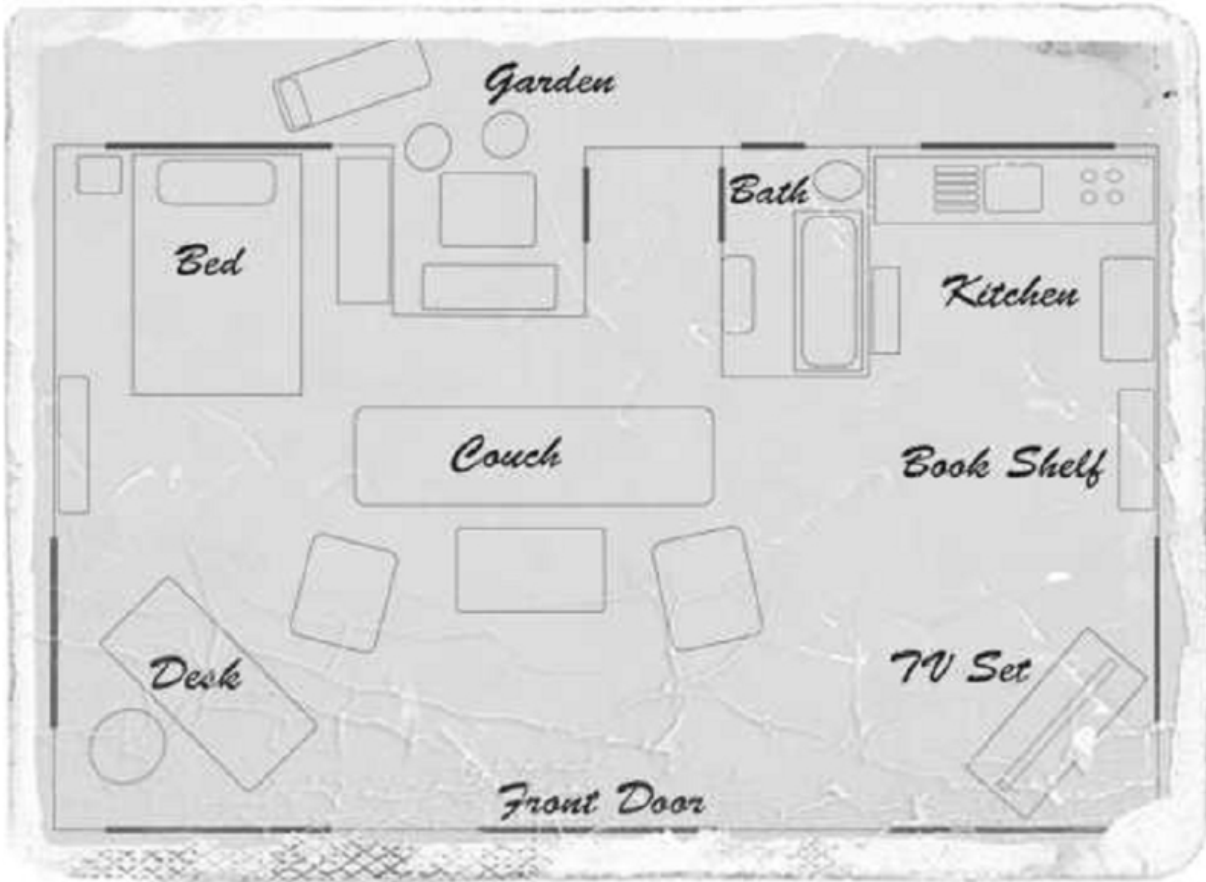 Garden
Bath
Bed
Kitchen
Couch
Book Shelf
Desk
TV Set
Front Door